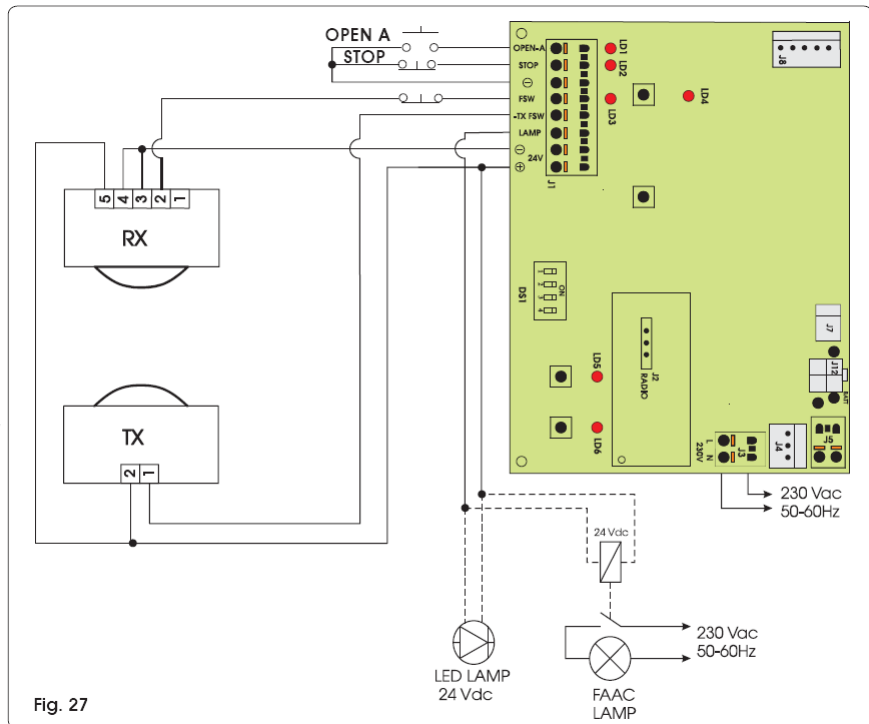 OPEN A
STOP
OPEN-A
STOP
⊖
FSW
-TX FSW
LAMP
⊖
24V
⊕
J1
LD1
LD2
LD3
LD4
J8
5 4 3 2 1
RX
TX
2 1
DS1
1 2 3 4
ON
LD5
LD6
J2
RADIO
J7
J12
BATT
L
N
230V
J3
J4
J5
230 Vac
50-60Hz
24 Vdc
LED LAMP
24 Vdc
230 Vac
50-60Hz
FAAC
LAMP
Fig. 27